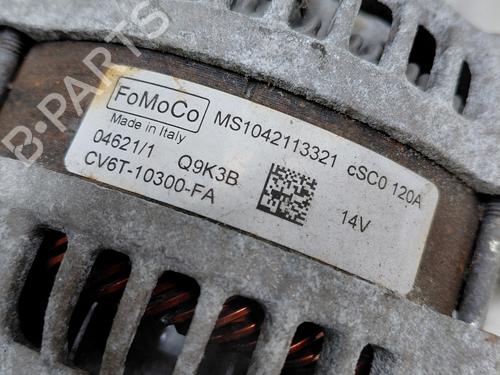 FoMoCo MS1042113321 cSC0 120A
Made in Italy
04621/1 Q9K3B 14V
CV6T-10300-FA
B-PARTS